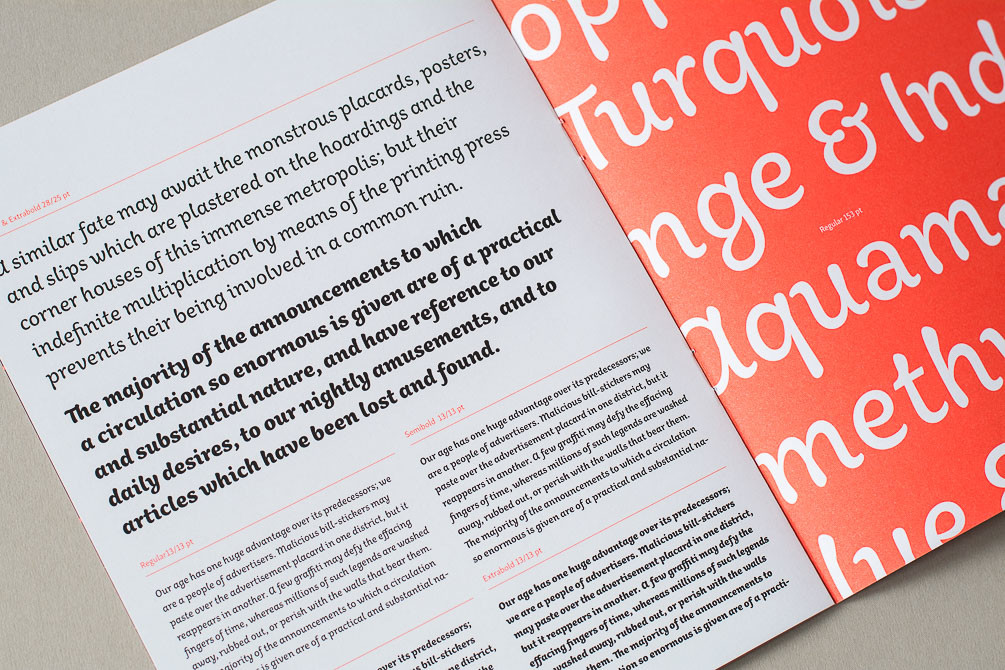 & Extrabold 28/25 pt
a similar fate may await the monstrous placards, posters,
and slips which are plastered on the hoardings and the
corner houses of this immense metropolis; but their
indefinite multiplication by means of the printing press
prevents their being involved in a common ruin.
The majority of the announcements to which
a circulation so enormous is given are of a practical
and substantial nature, and have reference to our
daily desires, to our nightly amusements, and to
articles which have been lost and found.
Regular 13/13 pt
Our age has one huge advantage over its predecessors; we
are a people of advertisers. Malicious bill-stickers may
paste over the advertisement placard in one district, but it
reappears in another. A few graffiti may defy the effacing
fingers of time, whereas millions of such legends are washed
away, rubbed out, or perish with the walls that bear them.
majority of the announcements to which a circulation
so enormous is given are of a practical and substantial na-
predecessors;
bill-stickers
district,
Semibold 13/13 pt
Our age has one huge advantage over its predecessors; we
are a people of advertisers. Malicious bill-stickers may
paste over the advertisement placard in one district, but it
reappears in another. A few graffiti may defy the effacing
fingers of time, whereas millions of such legends are washed
away, rubbed out, or perish with the walls that bear them.
The majority of the announcements to which a circulation
so enormous is given are of a practical and substantial na-
Extrabold 13/13 pt
Our age has one huge advantage over its predecessors;
we are a people of advertisers. Malicious bill-stickers
may paste over the advertisement placard in one district,
but it reappears in another. A few graffiti may defy the
effacing fingers of time, whereas millions of such legends
washed away, rubbed out, or perish with the walls
them. The majority of the announcements to
ation so enormous is given are of a practi-
opp
Turquois
nge & Ind
Regular 153 pt
aquama
methy
lue &